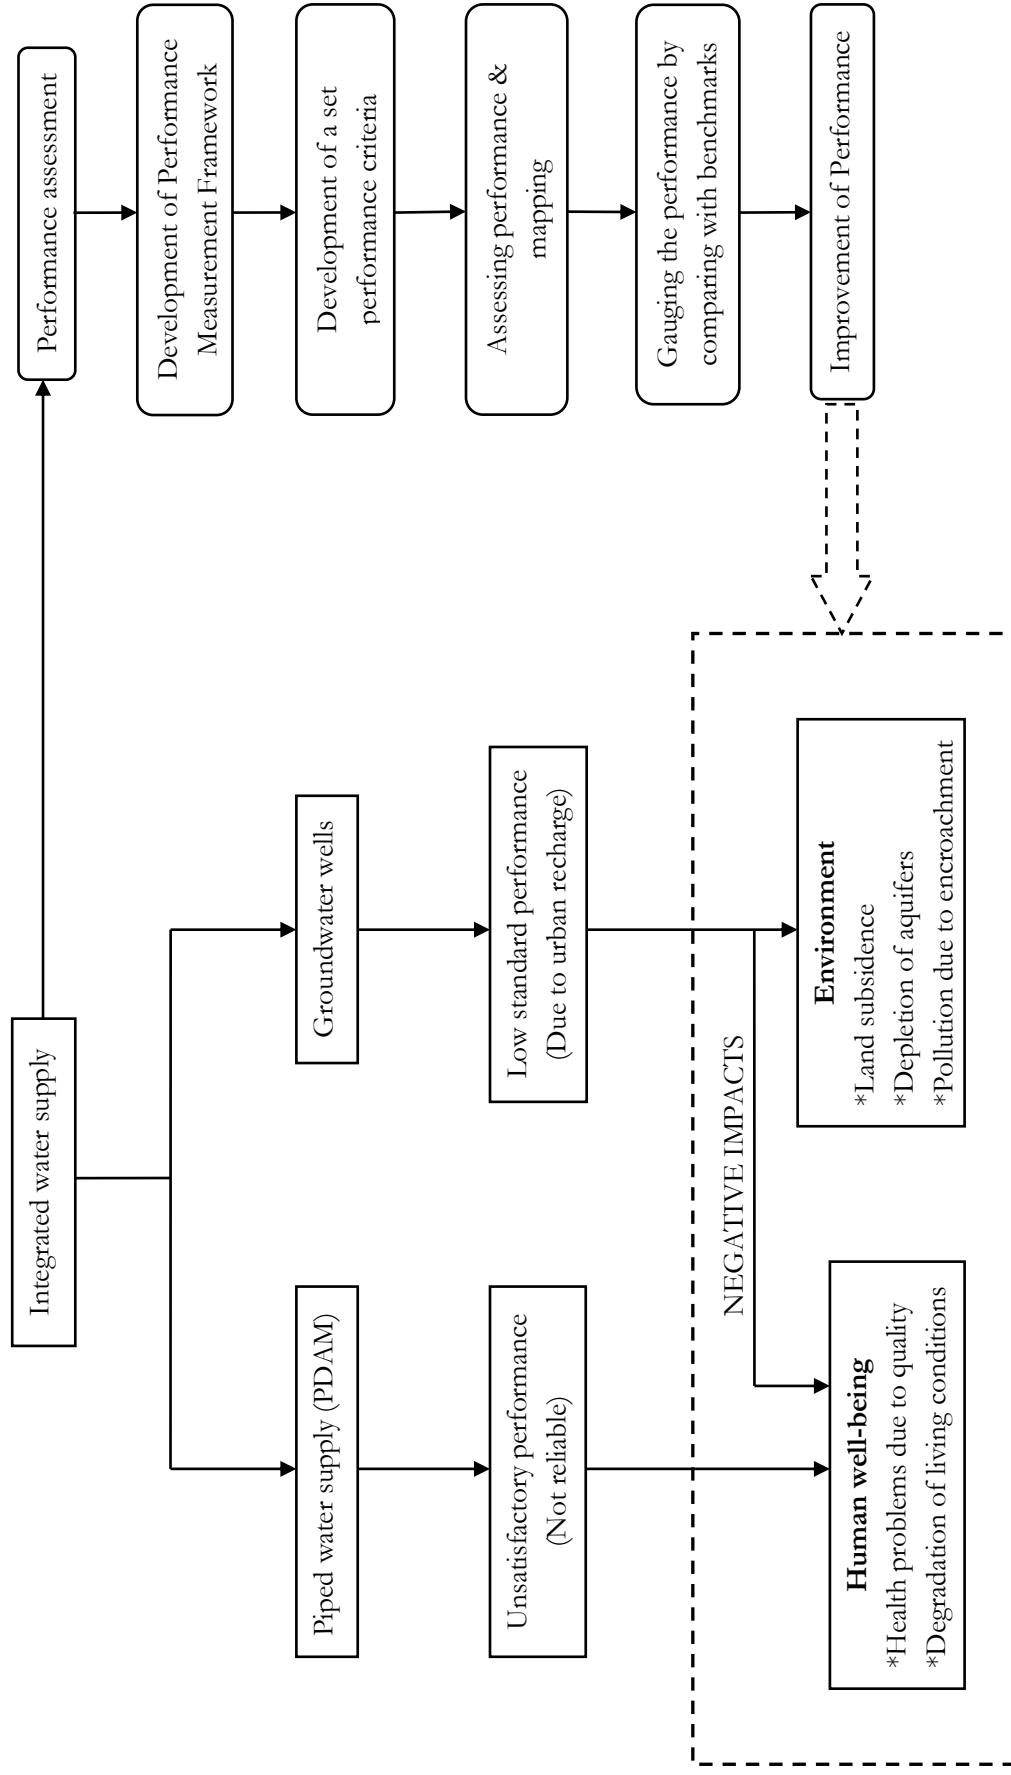 Integrated water supply
Performance assessment
Piped water supply (PDAM)
Groundwater wells
Unsatisfactory performance
(Not reliable)
Low standard performance
(Due to urban recharge)
NEGATIVE IMPACTS
Human well-being
*Health problems due to quality
*Degradation of living conditions
Environment
*Land subsidence
*Depletion of aquifers
*Pollution due to encroachment
Development of Performance
Measurement Framework
Development of a set
performance criteria
Assessing performance &
mapping
Gauging the performance by
comparing with benchmarks
Improvement of Performance